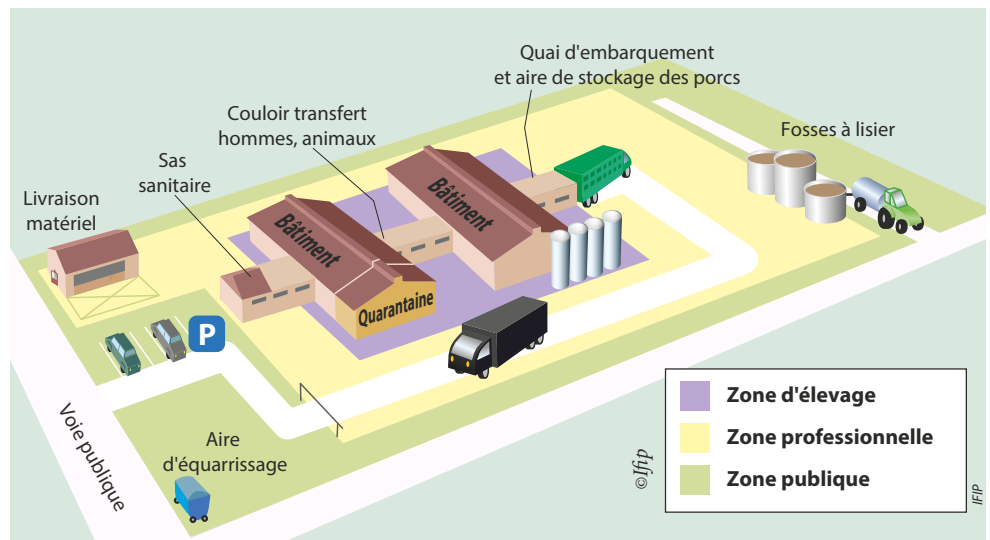 Quai d'embarquement
et aire de stockage des porcs
Couloir transfert
hommes, animaux
Fosses à lisier
Sas
sanitaire
Livraison
matériel
Bâtiment
Bâtiment
Quarantaine
P
Voie publique
Aire
d'équarrissage
Zone d'élevage
Zone professionnelle
Zone publique
©Ifip
IFIP